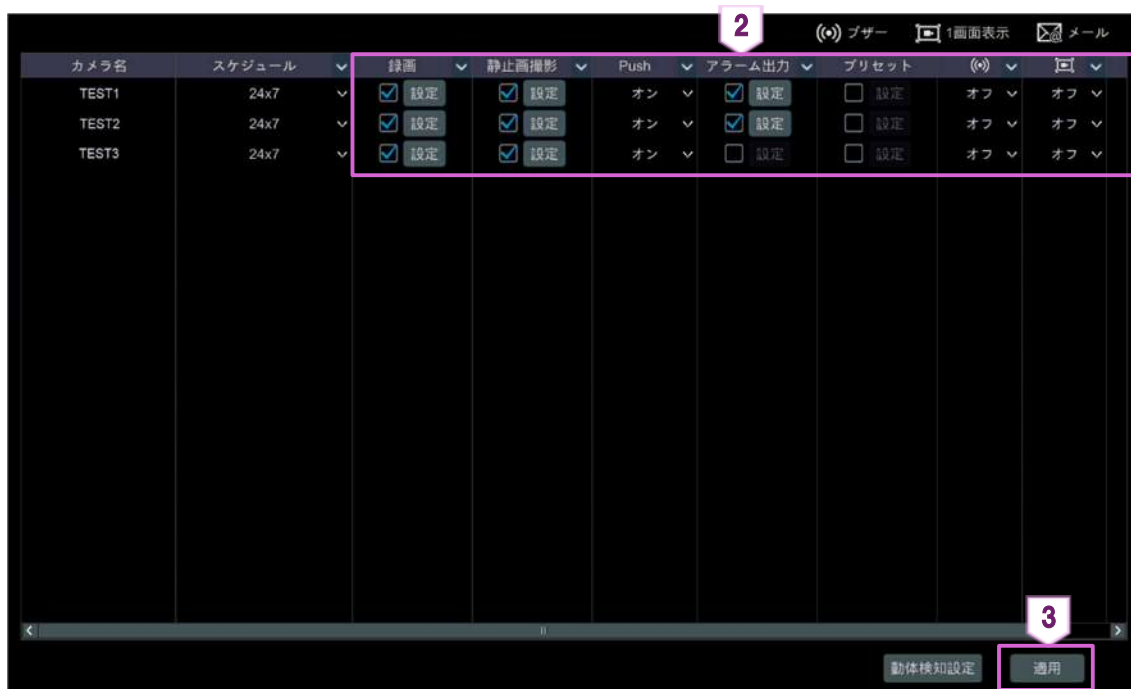 2
ブザー 1画面表示 メール
カメラ名 スケジュール 録画 静止画撮影 Push アラーム出力 プリセット
TEST1 24x7 設定 設定 オン 設定 設定 オフ オフ
TEST2 24x7 設定 設定 オン 設定 設定 オフ オフ
TEST3 24x7 設定 設定 オン 設定 設定 オフ オフ
3
動体検知設定 適用